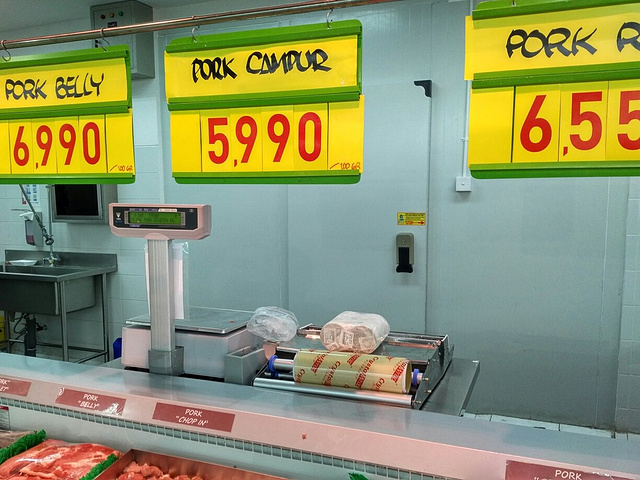 PORK BELLY
6,990
/100 GR
PORK CAMPUR
5,990
/100 GR
PORK R
6,55
PORK
"BELLY"
PORK
"CHOP IN"
PORK